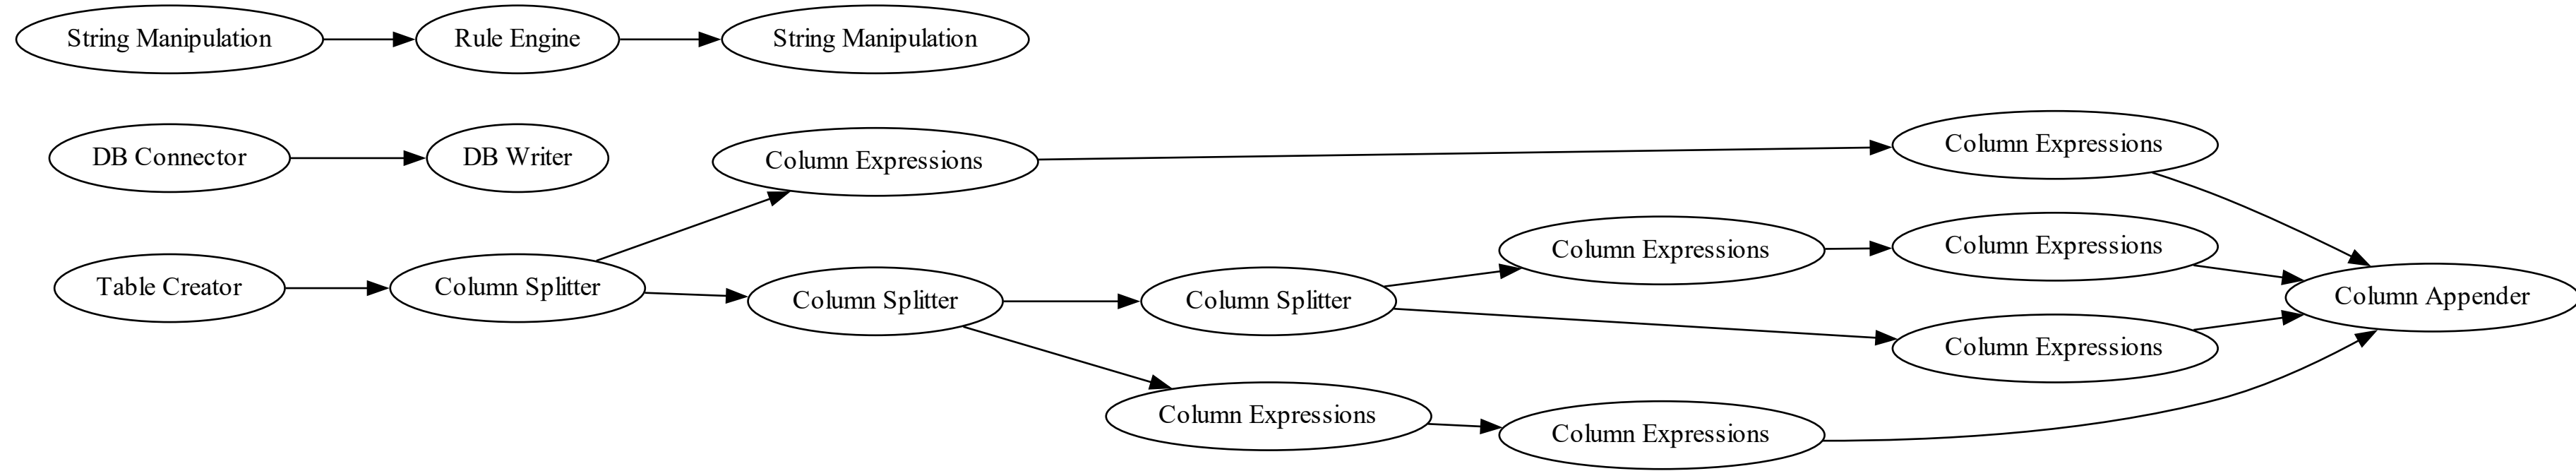 String Manipulation
Rule Engine
String Manipulation
DB Connector
DB Writer
Column Expressions
Column Expressions
Table Creator
Column Splitter
Column Splitter
Column Splitter
Column Expressions
Column Expressions
Column Expressions
Column Appender
Column Expressions
Column Expressions